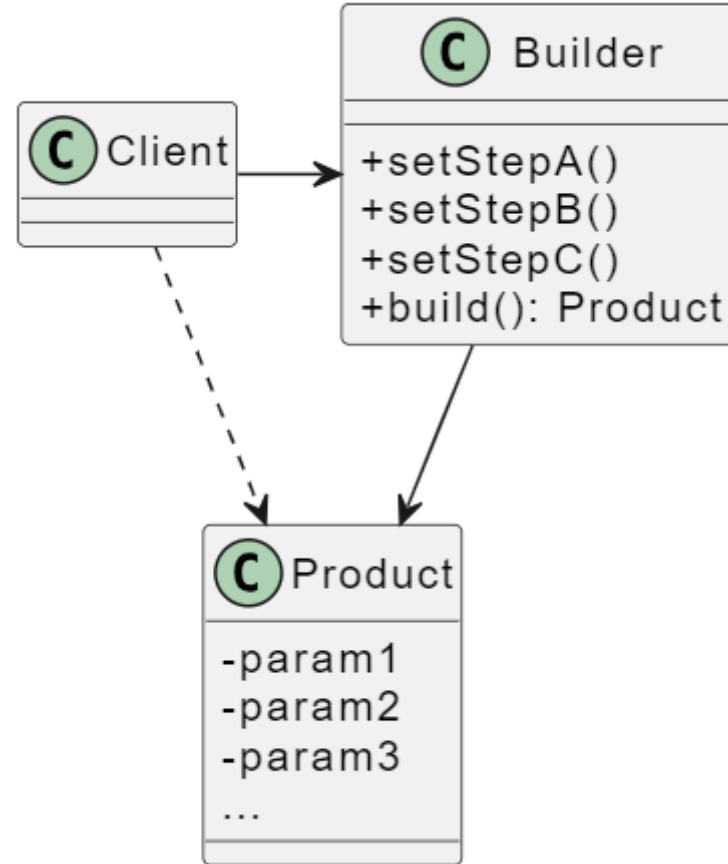 C Client
C Builder
+setStepA()
+setStepB()
+setStepC()
+build(): Product
C Product
-param1
-param2
-param3
...